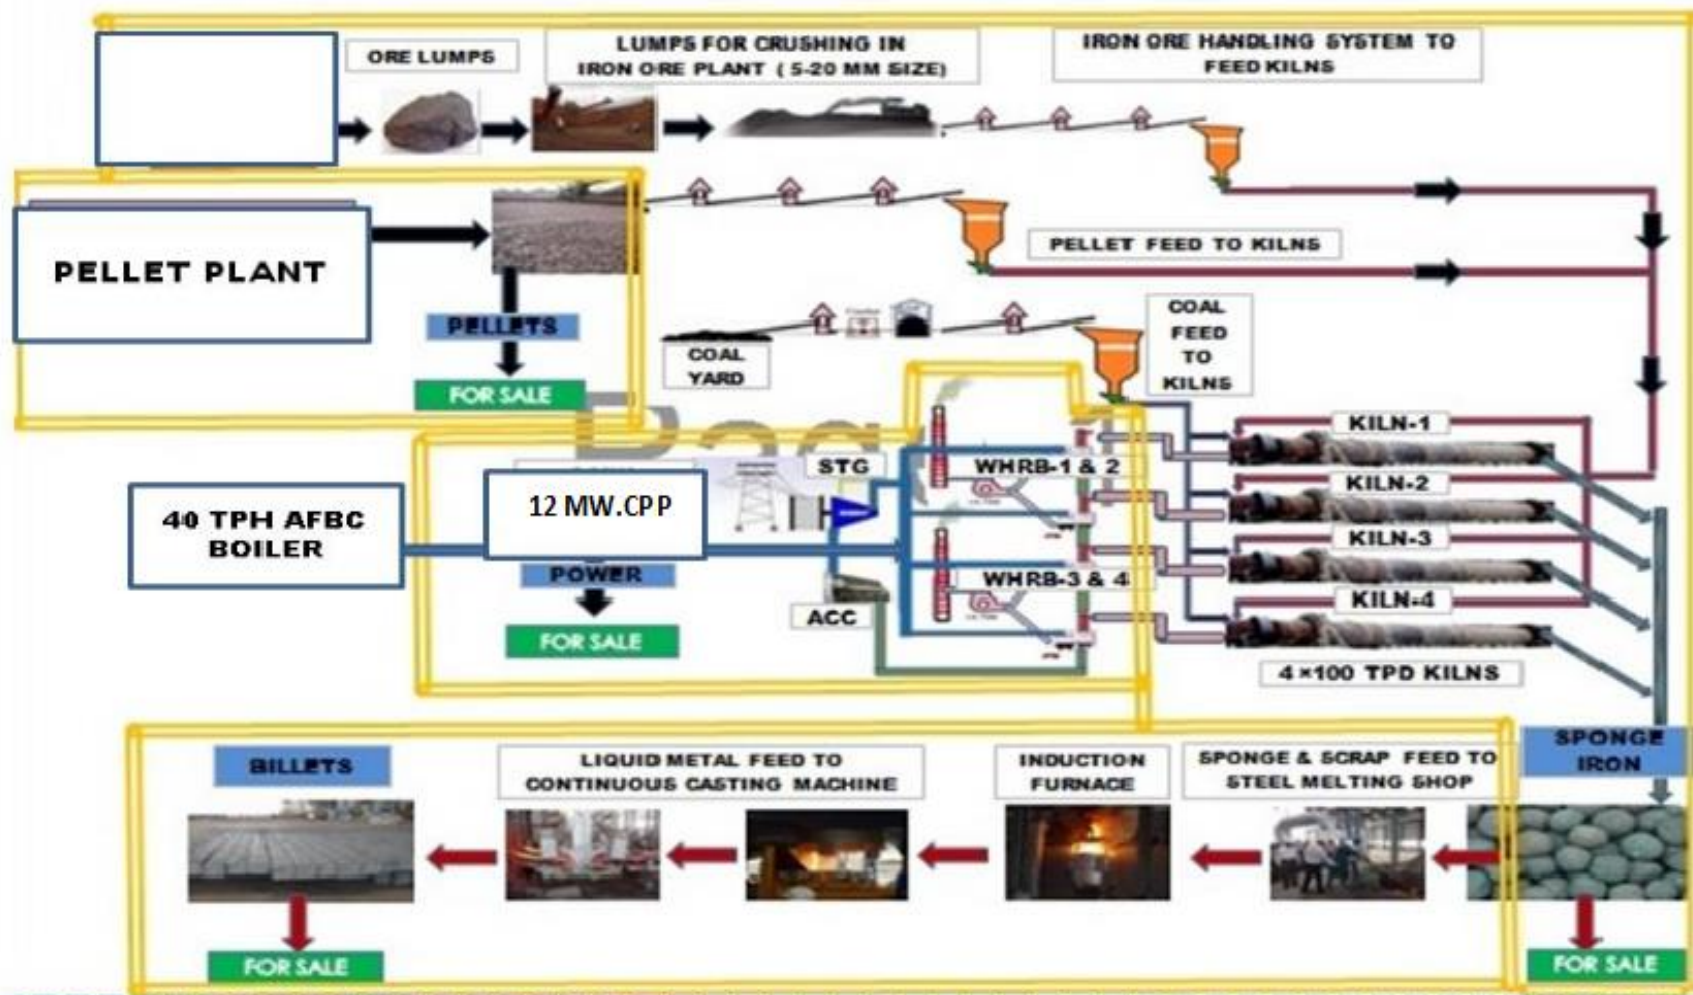 ORE LUMPS
LUMPS FOR CRUSHING IN
IRON ORE PLANT ( 5-20 MM SIZE)
IRON ORE HANDLING SYSTEM TO
FEED KILNS
PELLET PLANT
PELLET FEED TO KILNS
PELLETS
FOR SALE
COAL
YARD
COAL
FEED
TO
KILNS
KILN-1
STG
WHRB-1 & 2
KILN-2
40 TPH AFBC
BOILER
12 MW.CPP
KILN-3
POWER
WHRB-3 & 4
KILN-4
ACC
FOR SALE
4×100 TPD KILNS
BILLETS
LIQUID METAL FEED TO
CONTINUOUS CASTING MACHINE
INDUCTION
FURNACE
SPONGE & SCRAP FEED TO
STEEL MELTING SHOP
SPONGE
IRON
FOR SALE
FOR SALE